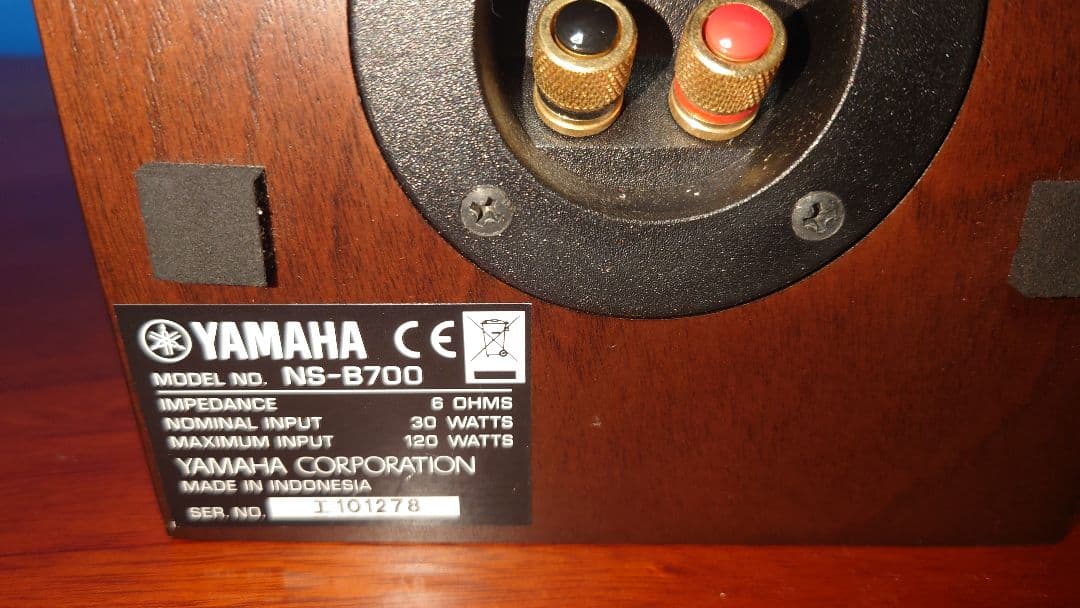 YAMAHA CE
MODEL NO. NS-B700
IMPEDANCE 6 OHMS
NOMINAL INPUT 30 WATTS
MAXIMUM INPUT 120 WATTS
YAMAHA CORPORATION
MADE IN INDONESIA
SER. NO. I 101278